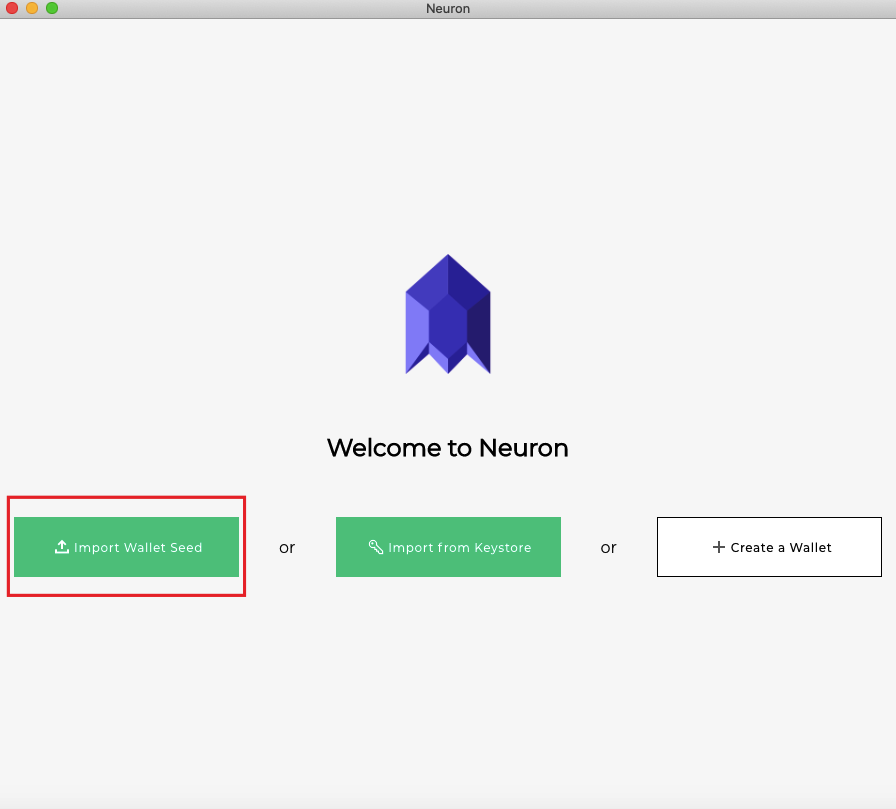 Neuron
Welcome to Neuron
Import Wallet Seed or Import from Keystore or Create a Wallet